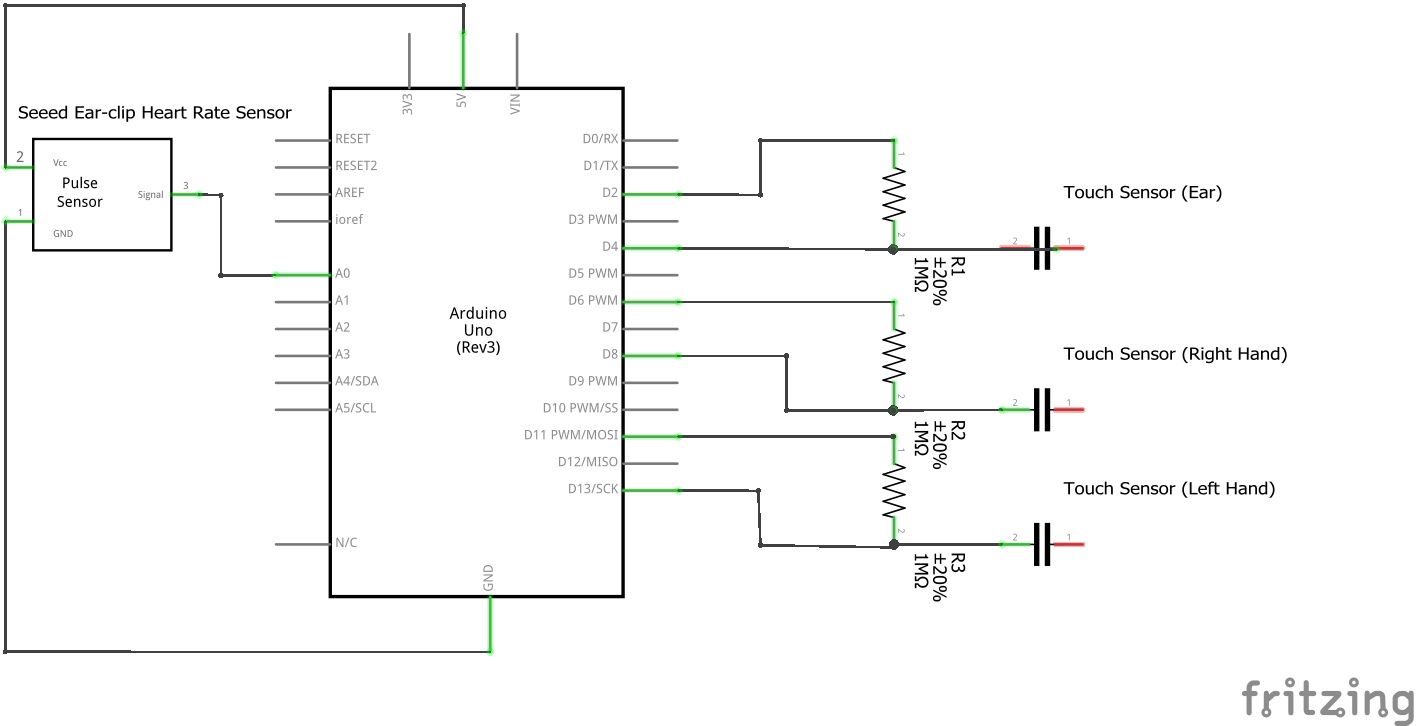 3V3
5V
VIN
Seeed Ear-clip Heart Rate Sensor
2
Vcc
Pulse
Sensor
Signal
3
1
GND
RESET
RESET2
AREF
ioref
A0
A1
A2
A3
A4/SDA
A5/SCL
N/C
Arduino
Uno
(Rev3)
GND
D0/RX
D1/TX
D2
D3 PWM
D4
D5 PWM
D6 PWM
D7
D8
D9 PWM
D10 PWM/SS
D11 PWM/MOSI
D12/MISO
D13/SCK
1
2
R1
±20%
1MΩ
Touch Sensor (Ear)
2
1
1
2
R2
±20%
1MΩ
Touch Sensor (Right Hand)
2
1
1
2
R3
±20%
1MΩ
Touch Sensor (Left Hand)
2
1
fritzing